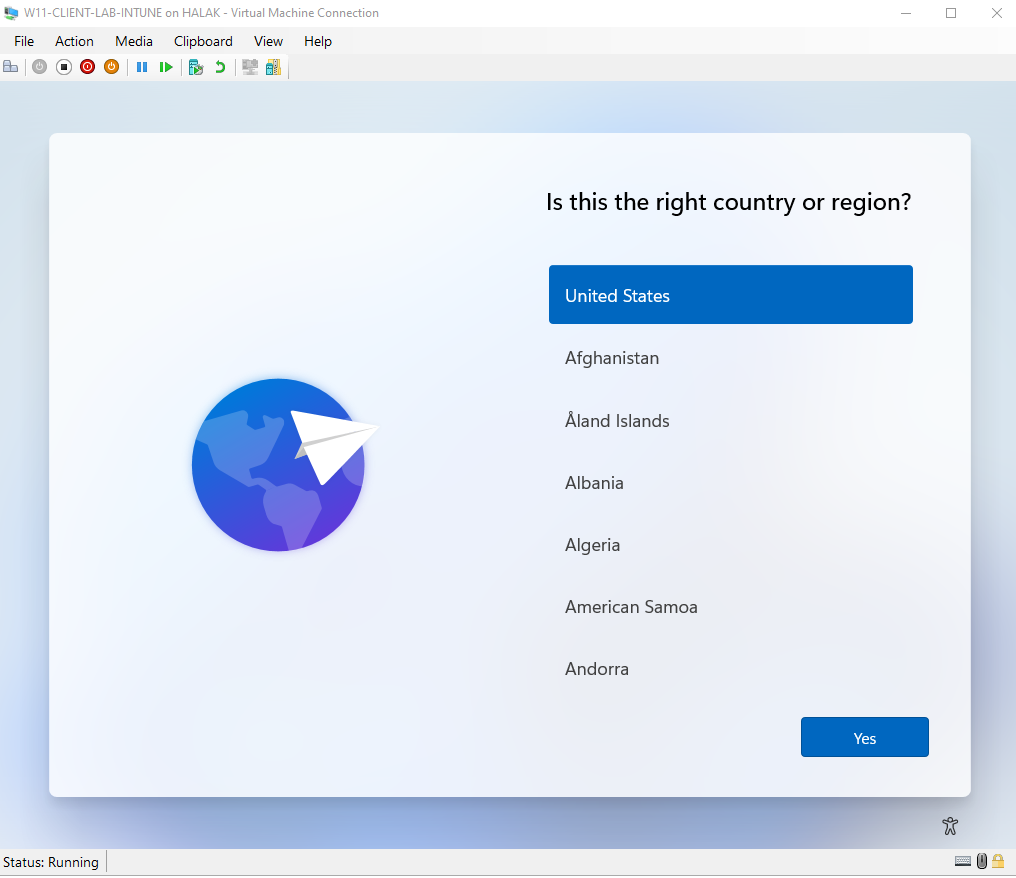 W11-CLIENT-LAB-INTUNE on HALAK - Virtual Machine Connection
File Action Media Clipboard View Help
Is this the right country or region?
United States
Afghanistan
Åland Islands
Albania
Algeria
American Samoa
Andorra
Yes
Status: Running